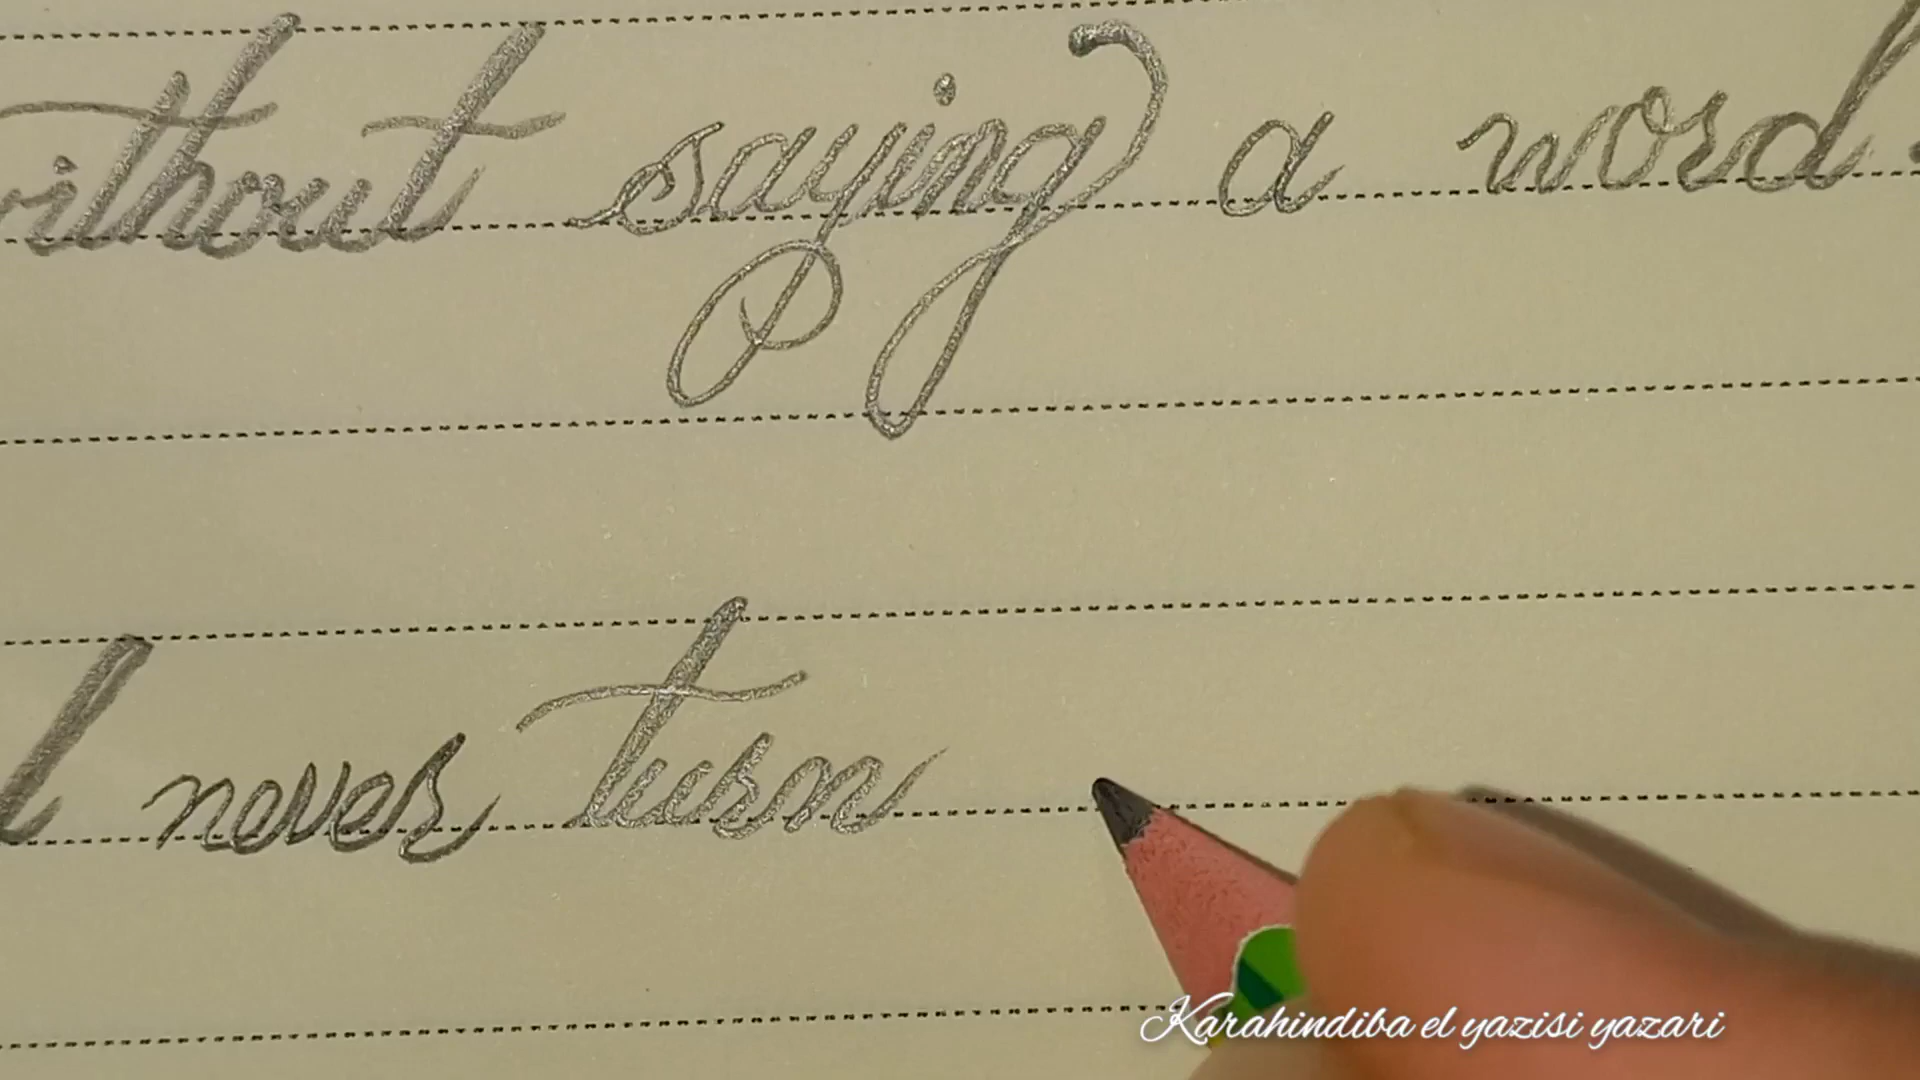 without saying a word.
never turn
Karahindiba el yazisi yazari